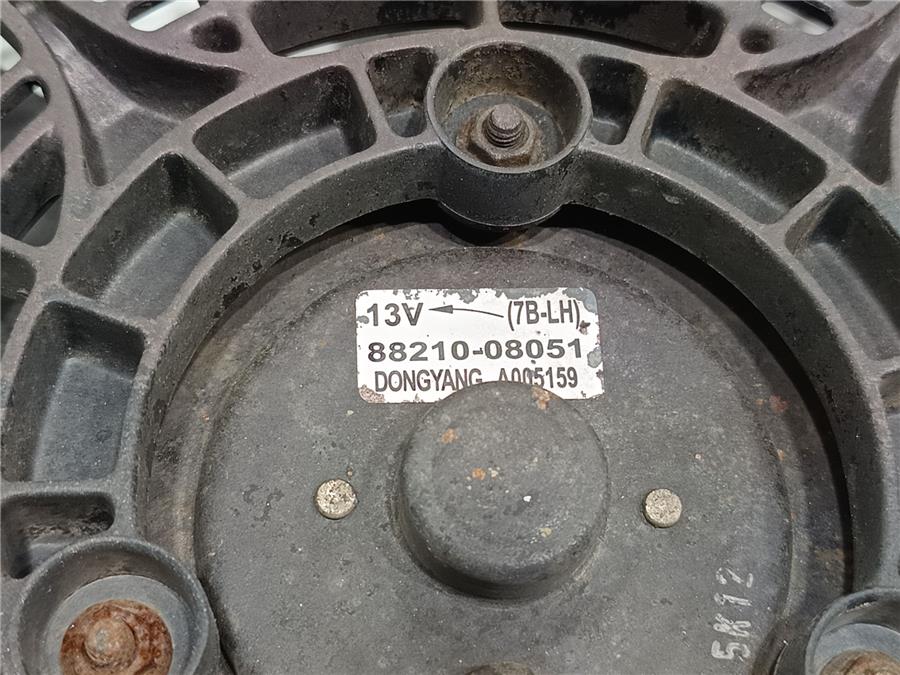 13V (7B-LH)
88210-08051
DONGYANG A005159
5K12